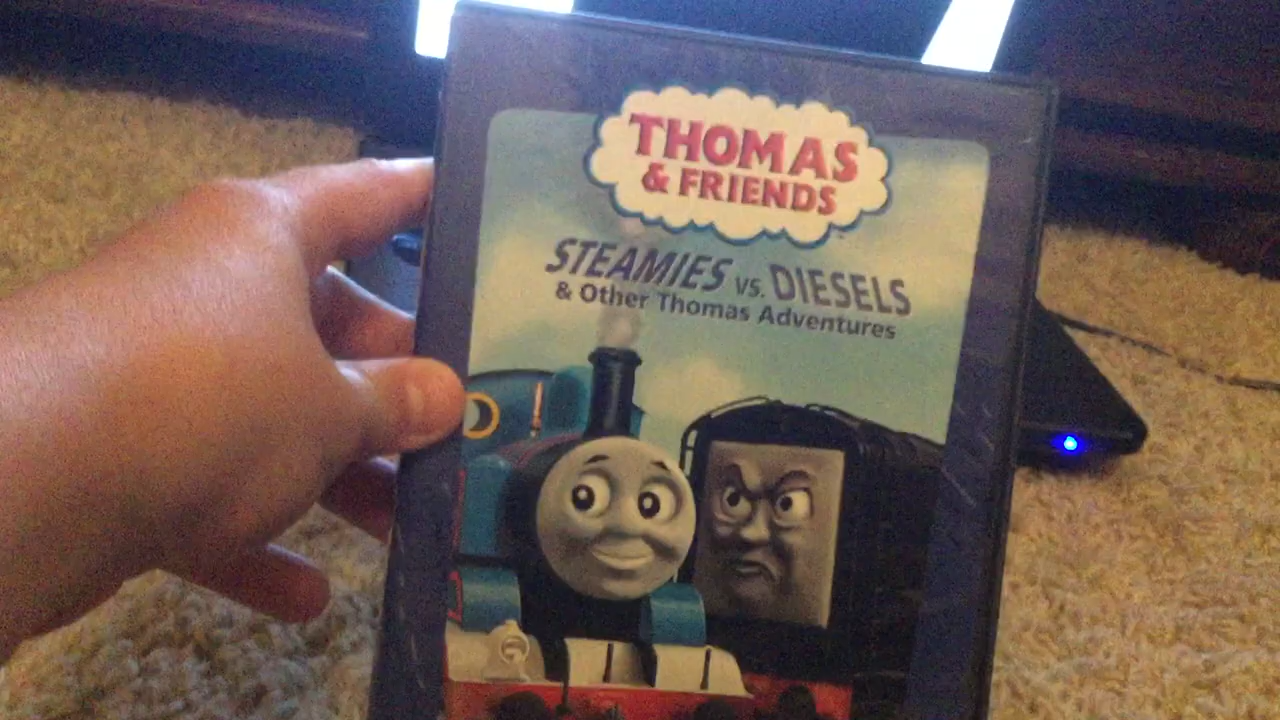 THOMAS
& FRIENDS
STEAMIES VS. DIESELS
& Other Thomas Adventures